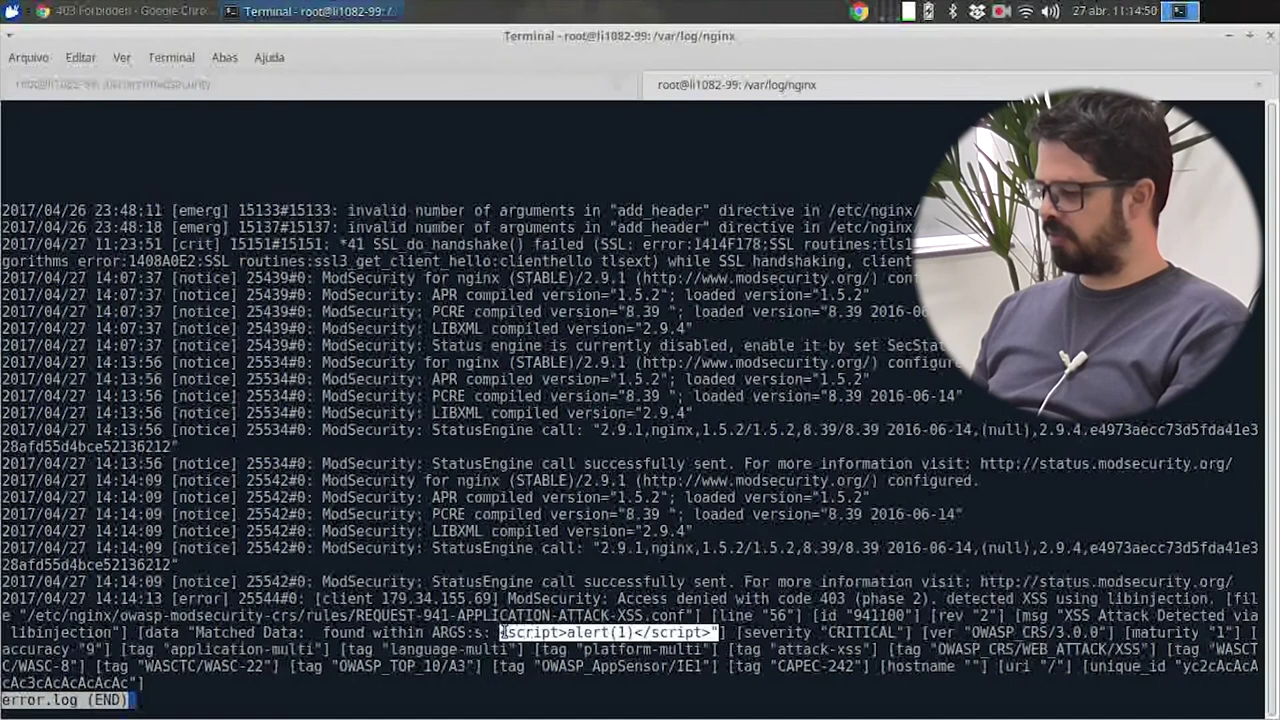 403 Forbidden - Google Chro...
Terminal - root@li1082-99: /...
27 abr, 11:14:50
Terminal - root@li1082-99: /var/log/nginx
Arquivo Editar Ver Terminal Abas Ajuda
root@li1082-99:
root@li1082-99: /var/log/nginx
2017/04/26 23:48:11 [emerg] 15133#15133: invalid number of arguments in "add_header" directive in /etc/nginx/
2017/04/26 23:48:18 [emerg] 15137#15137: invalid number of arguments in "add_header" directive in /etc/nginx/
2017/04/27 11:23:51 [crit] 15151#15151: *41 SSL_do_handshake() failed (SSL: error:1414F178:SSL routines:tls1
gorithms error:1408A0E2:SSL routines:ssl3_get_client_hello:clienthello tlsext) while SSL handshaking, client
2017/04/27 14:07:37 [notice] 25439#0: ModSecurity for nginx (STABLE)/2.9.1 (http://www.modsecurity.org/) conf
2017/04/27 14:07:37 [notice] 25439#0: ModSecurity: APR compiled version="1.5.2"; loaded version="1.5.2"
2017/04/27 14:07:37 [notice] 25439#0: ModSecurity: PCRE compiled version="8.39 "; loaded version="8.39 2016-06-
2017/04/27 14:07:37 [notice] 25439#0: ModSecurity: LIBXML compiled version="2.9.4"
2017/04/27 14:07:37 [notice] 25439#0: ModSecurity: Status engine is currently disabled, enable it by set SecStat
2017/04/27 14:13:56 [notice] 25534#0: ModSecurity for nginx (STABLE)/2.9.1 (http://www.modsecurity.org/) configured
2017/04/27 14:13:56 [notice] 25534#0: ModSecurity: APR compiled version="1.5.2"; loaded version="1.5.2"
2017/04/27 14:13:56 [notice] 25534#0: ModSecurity: PCRE compiled version="8.39 "; loaded version="8.39 2016-06-14"
2017/04/27 14:13:56 [notice] 25534#0: ModSecurity: LIBXML compiled version="2.9.4"
2017/04/27 14:13:56 [notice] 25534#0: ModSecurity: StatusEngine call: "2.9.1,nginx,1.5.2/1.5.2,8.39/8.39 2016-06-14,(null),2.9.4.e4973aecc73d5fda41e3
28afd55d4bce52136212"
2017/04/27 14:13:56 [notice] 25534#0: ModSecurity: StatusEngine call successfully sent. For more information visit: http://status.modsecurity.org/
2017/04/27 14:14:09 [notice] 25542#0: ModSecurity for nginx (STABLE)/2.9.1 (http://www.modsecurity.org/) configured.
2017/04/27 14:14:09 [notice] 25542#0: ModSecurity: APR compiled version="1.5.2"; loaded version="1.5.2"
2017/04/27 14:14:09 [notice] 25542#0: ModSecurity: PCRE compiled version="8.39 "; loaded version="8.39 2016-06-14"
2017/04/27 14:14:09 [notice] 25542#0: ModSecurity: LIBXML compiled version="2.9.4"
2017/04/27 14:14:09 [notice] 25542#0: ModSecurity: StatusEngine call: "2.9.1,nginx,1.5.2/1.5.2,8.39/8.39 2016-06-14,(null),2.9.4,e4973aecc73d5fda41e3
28afd55d4bce52136212"
2017/04/27 14:14:09 [notice] 25542#0: ModSecurity: StatusEngine call successfully sent. For more information visit: http://status.modsecurity.org/
2017/04/27 14:14:13 [error] 25544#0: [client 179.34.155.69] ModSecurity: Access denied with code 403 (phase 2). detected XSS using libinjection. [fil
e "/etc/nginx/owasp-modsecurity-crs/rules/REQUEST-941-APPLICATION-ATTACK-XSS.conf"] [line "56"] [id "941100"] [rev "2"] [msg "XSS Attack Detected via
 libinjection"] [data "Matched Data:  found within ARGS:s: <script>alert(1)</script>"] [severity "CRITICAL"] [ver "OWASP_CRS/3.0.0"] [maturity "1"] [
accuracy "9"] [tag "application-multi"] [tag "language-multi"] [tag "platform-multi"] [tag "attack-xss"] [tag "OWASP_CRS/WEB_ATTACK/XSS"] [tag "WASCT
C/WASC-8"] [tag "WASCTC/WASC-22"] [tag "OWASP_TOP_10/A3"] [tag "OWASP_AppSensor/IE1"] [tag "CAPEC-242"] [hostname ""] [uri "/"] [unique_id "yc2cAcAcA
cAc3cAcAcAcAcAc"]
error.log (END)